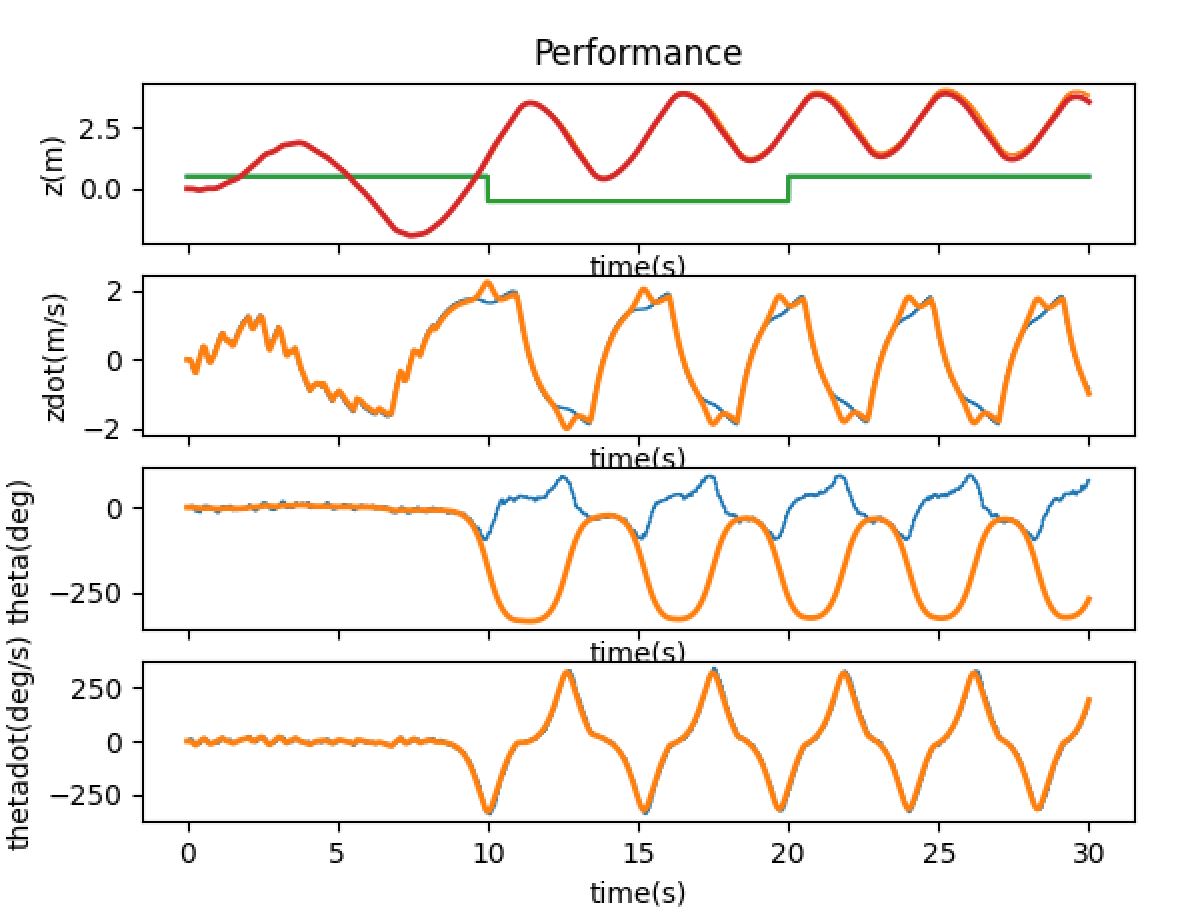 Performance
z(m)
2.5
0.0
time(s)
zdot(m/s)
2
0
−2
time(s)
theta(deg)
0
−250
time(s)
thetadot(deg/s)
250
0
−250
0 5 10 15 20 25 30
time(s)